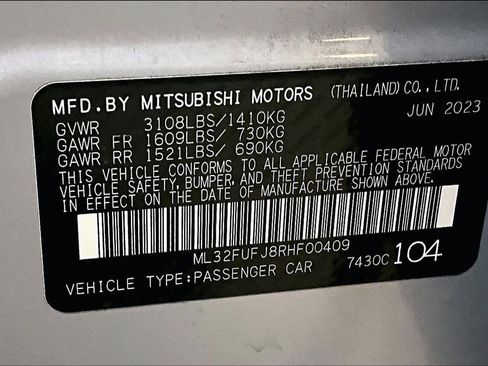 MFD.BY MITSUBISHI MOTORS (THAILAND) CO., LTD.
JUN 2023
GVWR 3108LBS/1410KG
GAWR FR 1609LBS/ 730KG
GAWR RR 1521LBS/ 690KG
THIS VEHICLE CONFORMS TO ALL APPLICABLE FEDERAL MOTOR
VEHICLE SAFETY, BUMPER, AND THEFT PREVENTION STANDARDS
IN EFFECT ON THE DATE OF MANUFACTURE SHOWN ABOVE.
ML32FUFJ8RHF00409
VEHICLE TYPE:PASSENGER CAR 7430C 104